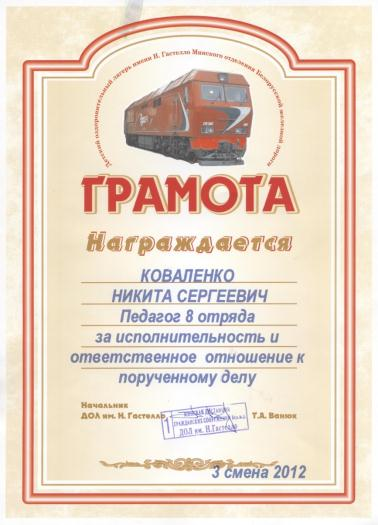 Детский оздоровительный лагерь имени Н. Гастелло Минского отделения Белорусской железной дороги
ГРАМОТА
Награждается
КОВАЛЕНКО
НИКИТА СЕРГЕЕВИЧ
Педагог 8 отряда
за исполнительность и
ответственное отношение к
порученному делу
Начальник
ДОЛ им. Н. Гастелло
Т.А. Ванюк
1
ДОЛ им. Н.Гастелло
3 смена 2012